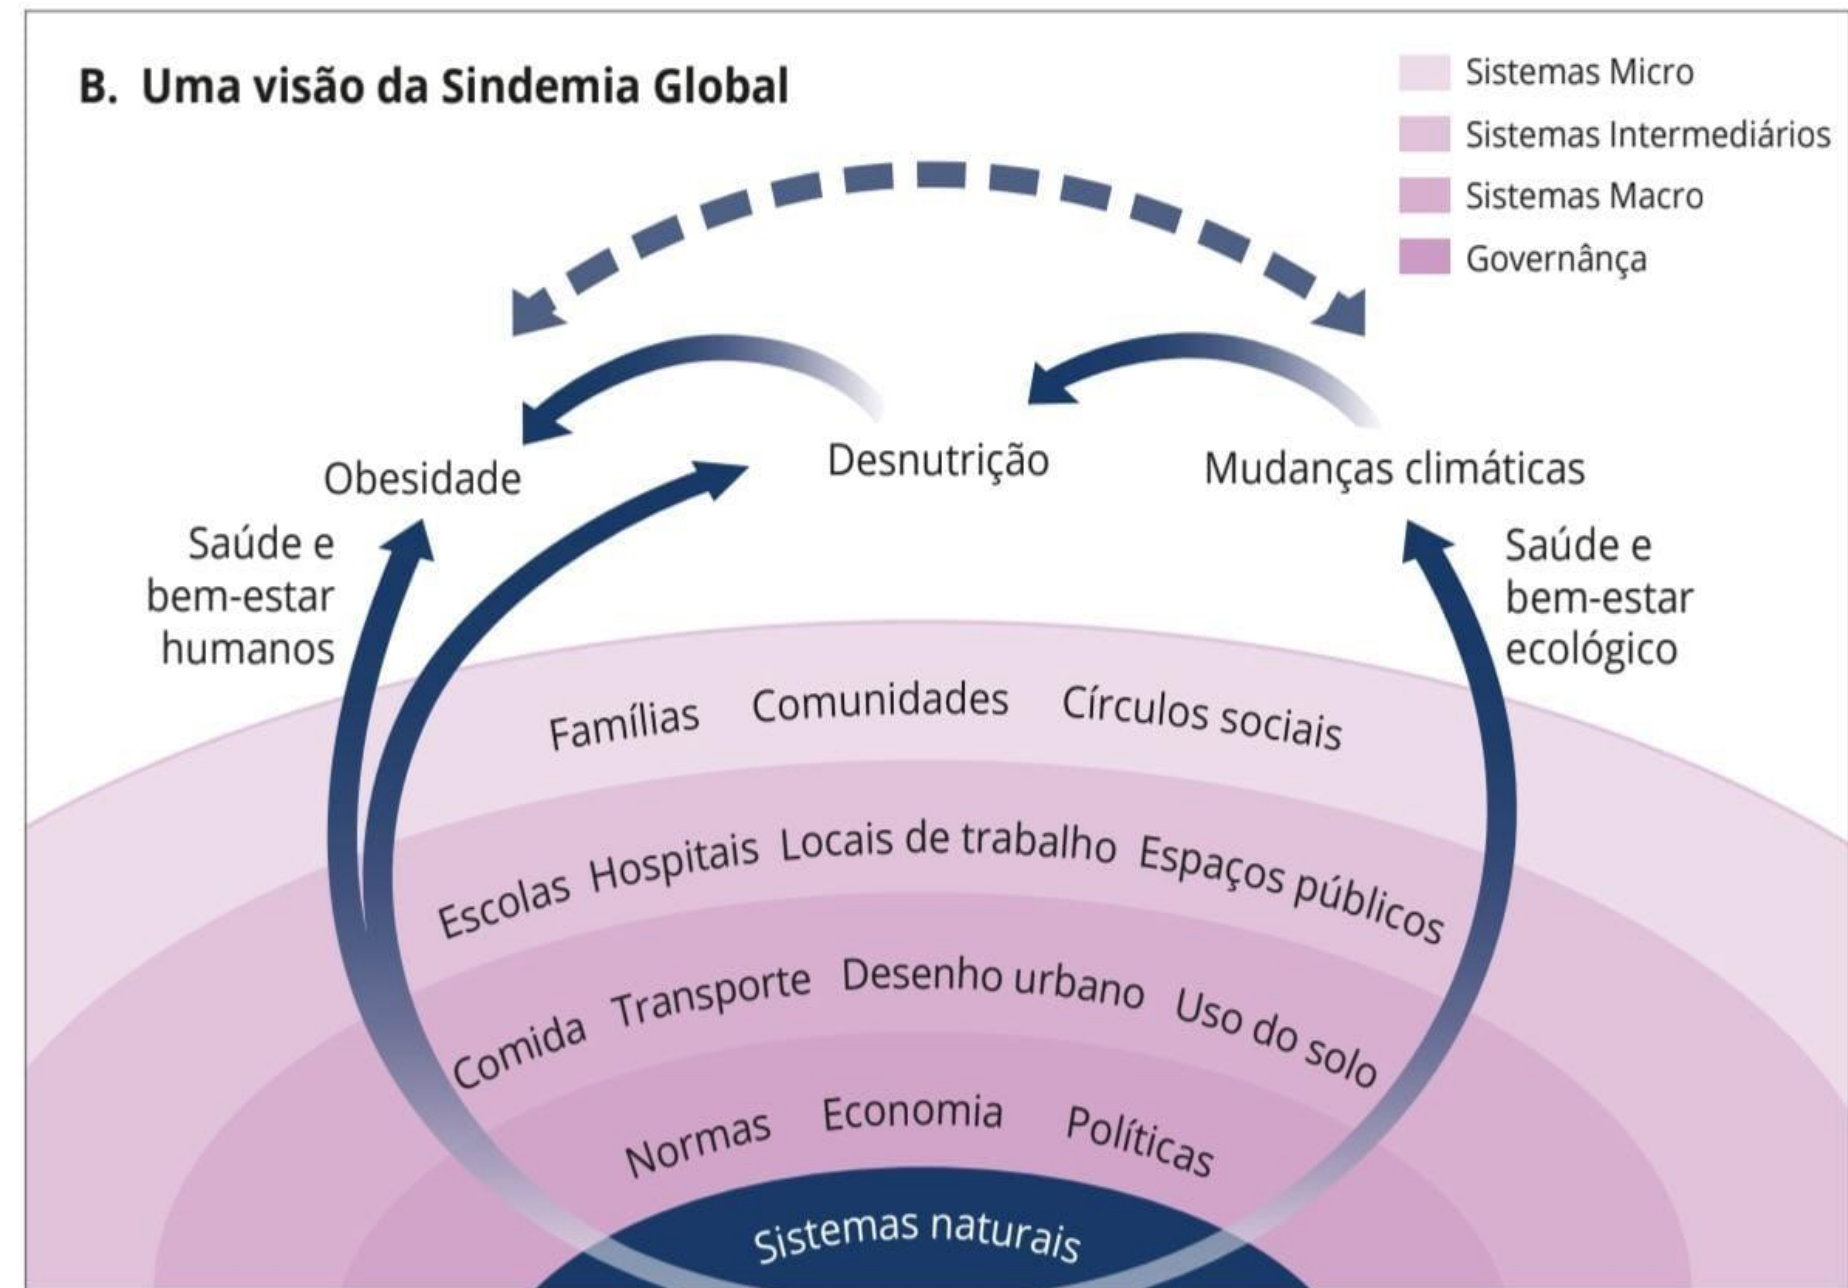 B. Uma visão da Sindemia Global
Sistemas Micro
Sistemas Intermediários
Sistemas Macro
Governânça
Obesidade
Desnutrição
Mudanças climáticas
Saúde e
bem-estar
humanos
Saúde e
bem-estar
ecológico
Famílias Comunidades Círculos sociais
Escolas Hospitais Locais de trabalho Espaços públicos
Comida Transporte Desenho urbano Uso do solo
Normas Economia Políticas
Sistemas naturais